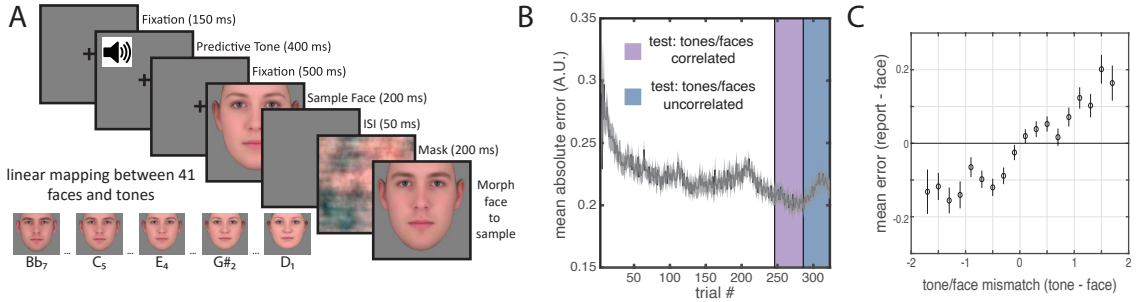 A
Fixation (150 ms)
Predictive Tone (400 ms)
Fixation (500 ms)
Sample Face (200 ms)
ISI (50 ms)
Mask (200 ms)
Morph
face
to
sample
linear mapping between 41
faces and tones
Bb7 ... C5 ... E4 ... G#2 ... D1
B
mean absolute error (A.U.)
0.35
0.3
0.25
0.2
0.15
test: tones/faces
correlated
test: tones/faces
uncorrelated
50 100 150 200 250 300
trial #
C
mean error (report - face)
0.2
0
-0.2
-2 -1 0 1 2
tone/face mismatch (tone - face)